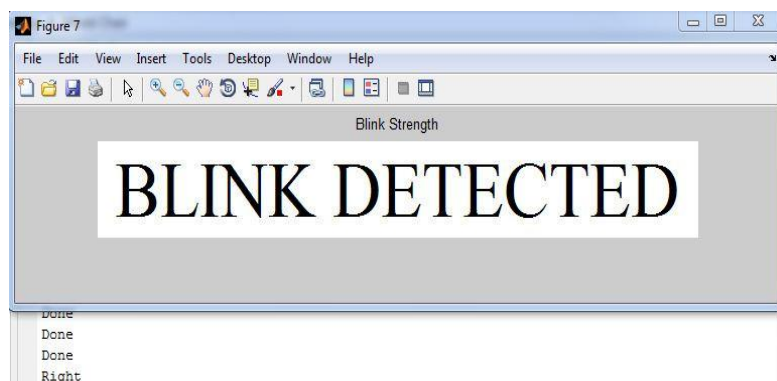 Figure 7
File Edit View Insert Tools Desktop Window Help
Blink Strength
BLINK DETECTED
Done
Done
Done
Right